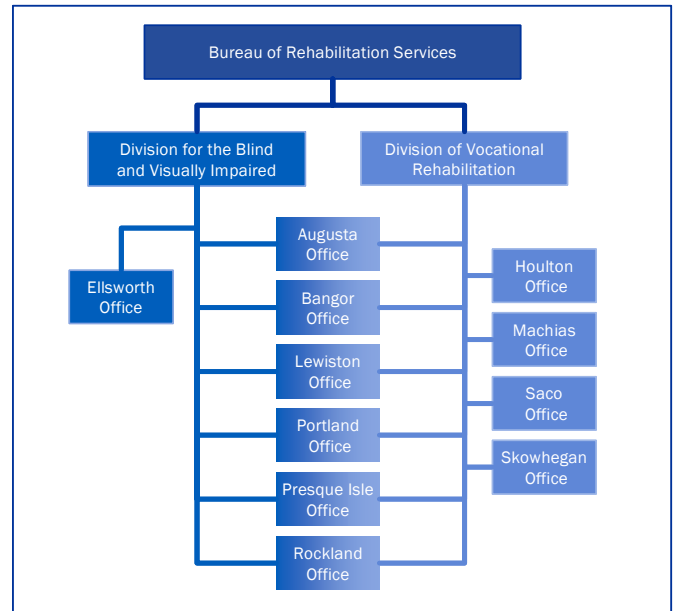 Bureau of Rehabilitation Services
Division for the Blind
and Visually Impaired
Division of Vocational
Rehabilitation
Ellsworth
Office
Augusta
Office
Bangor
Office
Lewiston
Office
Portland
Office
Presque Isle
Office
Rockland
Office
Houlton
Office
Machias
Office
Saco
Office
Skowhegan
Office